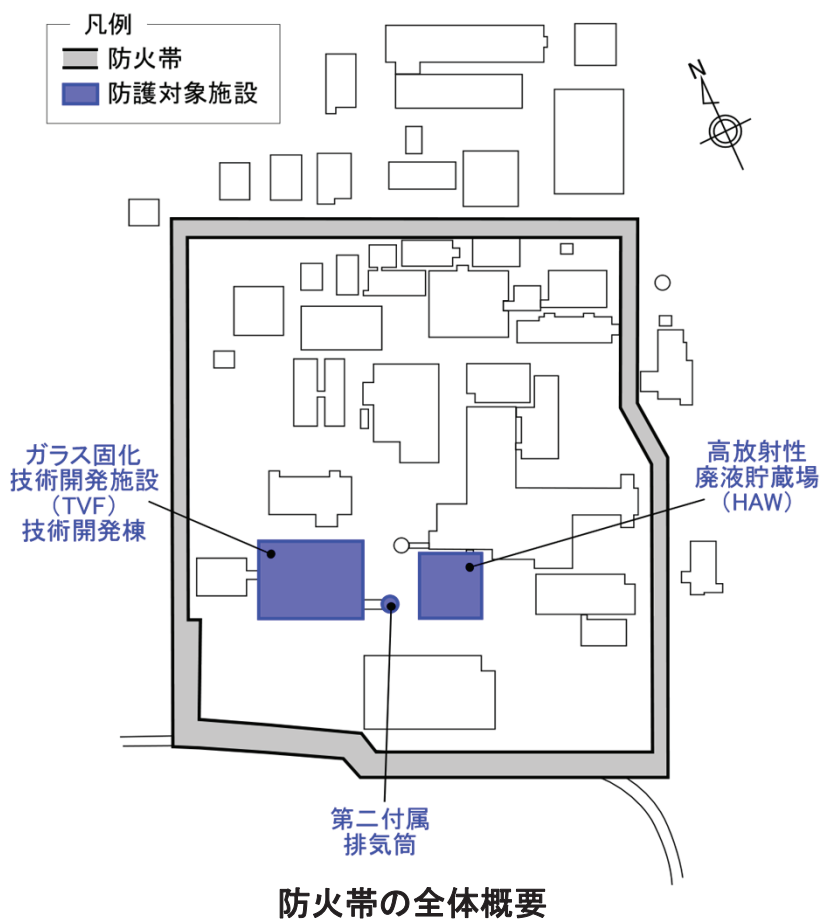 凡例
防火帯
防護対象施設
N
ガラス固化
技術開発施設
（TVF）
技術開発棟
高放射性
廃液貯蔵場
（HAW）
第二付属
排気筒
防火帯の全体概要